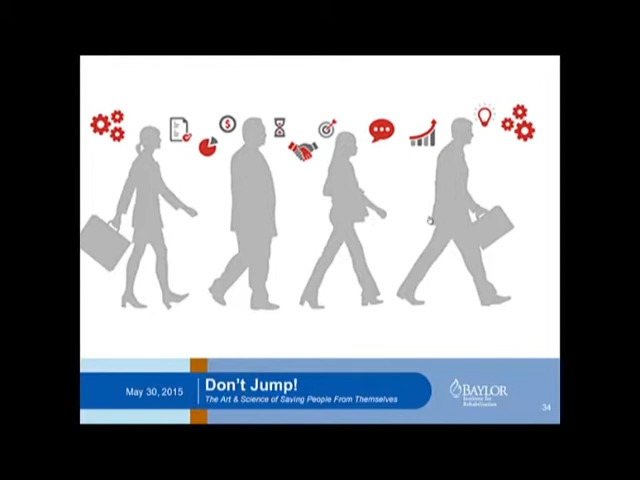 $
May 30, 2015
Don't Jump!
The Art & Science of Saving People From Themselves
BAYLOR
Institute for
Rehabilitation
34